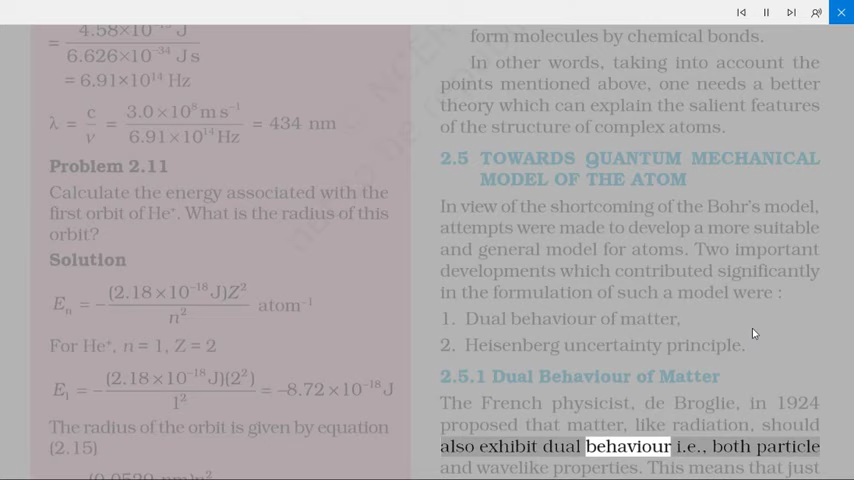 4.58×10⁻¹⁹ J
= 6.626×10⁻³⁴ J s
= 6.91×10¹⁴ Hz
λ = c/ν = 3.0×10⁸ m s⁻¹ / 6.91×10¹⁴ Hz = 434 nm
Problem 2.11
Calculate the energy associated with the
first orbit of He⁺. What is the radius of this
orbit?
Solution
Eₙ = –(2.18×10⁻¹⁸ J)Z² / n² atom⁻¹
For He⁺, n = 1, Z = 2
E₁ = –(2.18×10⁻¹⁸ J)(2²) / 1² = –8.72×10⁻¹⁸ J
The radius of the orbit is given by equation
(2.15)
(0.0529 nm)n²
form molecules by chemical bonds.
In other words, taking into account the
points mentioned above, one needs a better
theory which can explain the salient features
of the structure of complex atoms.
2.5 TOWARDS QUANTUM MECHANICAL
MODEL OF THE ATOM
In view of the shortcoming of the Bohr's model,
attempts were made to develop a more suitable
and general model for atoms. Two important
developments which contributed significantly
in the formulation of such a model were :
1. Dual behaviour of matter,
2. Heisenberg uncertainty principle.
2.5.1 Dual Behaviour of Matter
The French physicist, de Broglie, in 1924
proposed that matter, like radiation, should
also exhibit dual behaviour i.e., both particle
and wavelike properties. This means that just